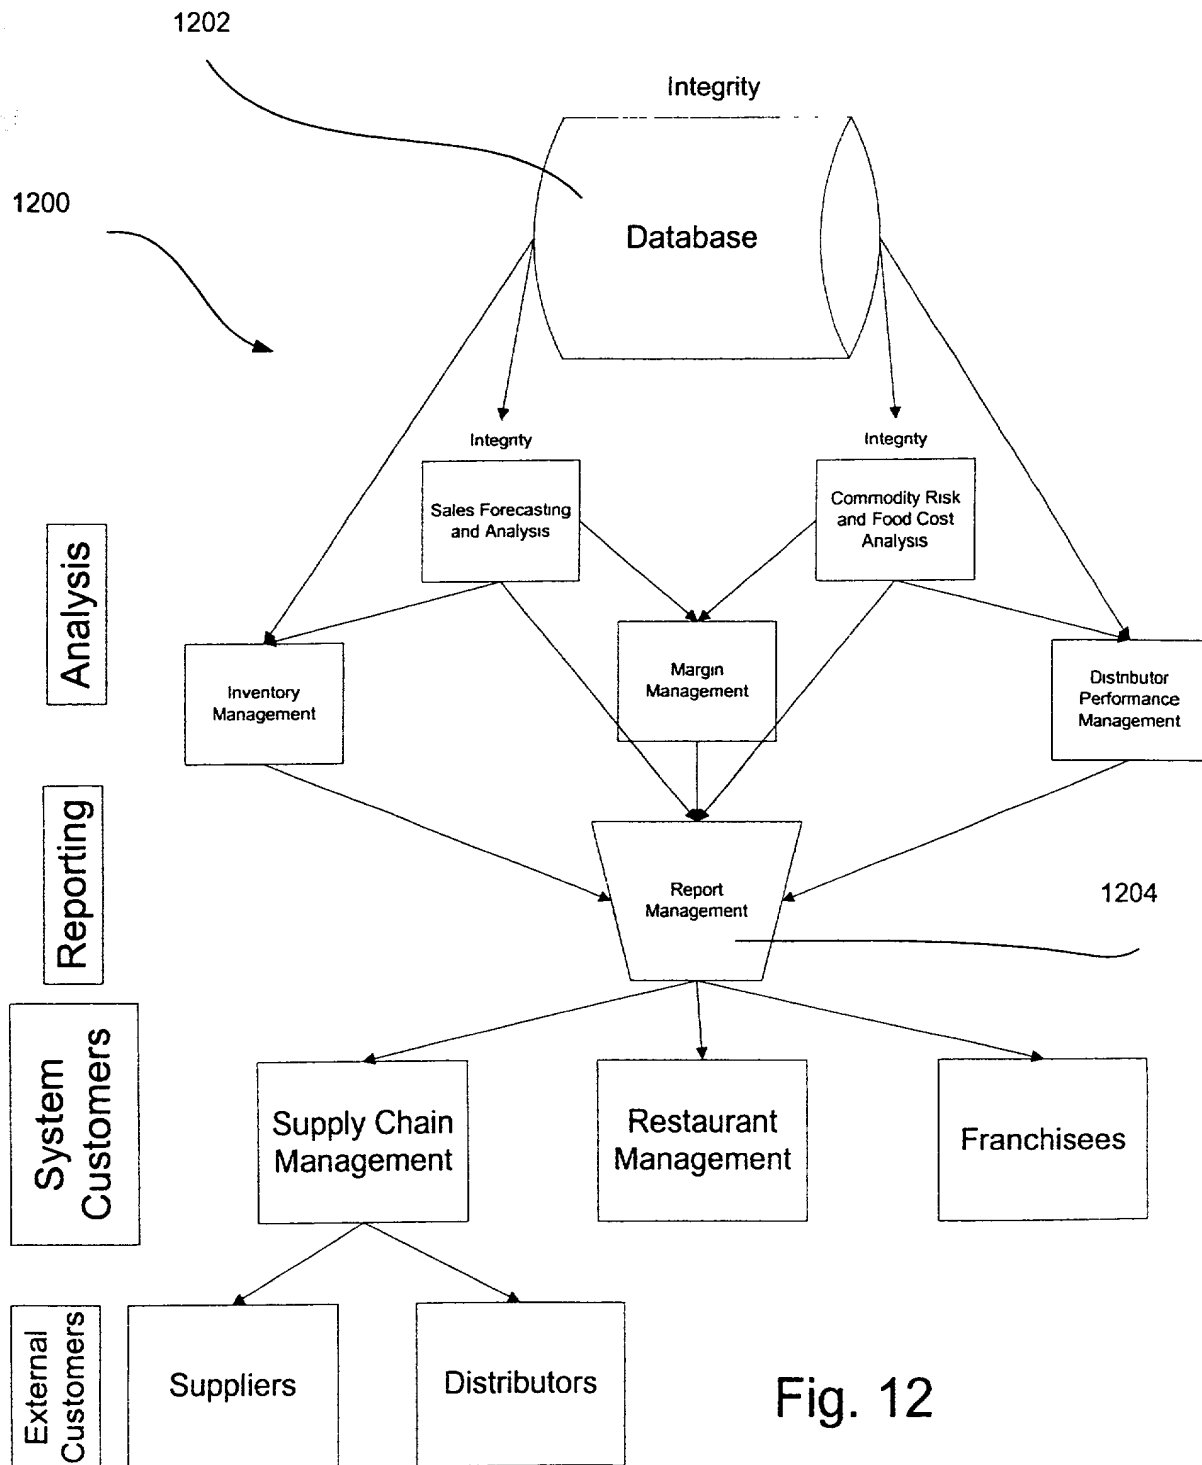 1202
Integrity
1200
Database
Integrity
Integrity
Sales Forecasting
and Analysis
Commodity Risk
and Food Cost
Analysis
Analysis
Inventory
Management
Margin
Management
Distributor
Performance
Management
Reporting
Report
Management
1204
System
Customers
Supply Chain
Management
Restaurant
Management
Franchisees
External
Customers
Suppliers
Distributors
Fig. 12